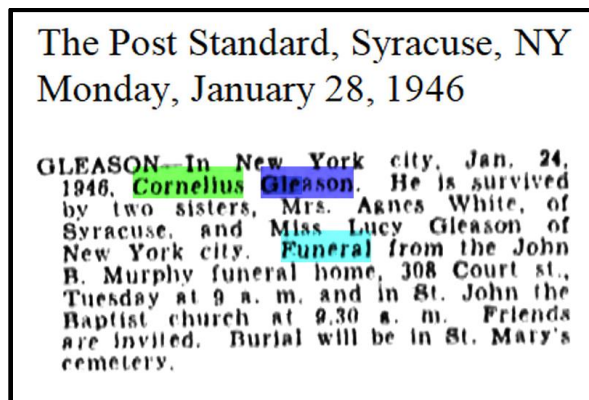 The Post Standard, Syracuse, NY
Monday, January 28, 1946
GLEASON—In New York city, Jan. 24,
1946, Cornelius Gleason. He is survived
by two sisters, Mrs. Agnes White, of
Syracuse, and Miss Lucy Gleason of
New York city. Funeral from the John
B. Murphy funeral home, 308 Court st.,
Tuesday at 9 a. m. and in St. John the
Baptist church at 9.30 a. m. Friends
are invited. Burial will be in St. Mary's
cemetery.